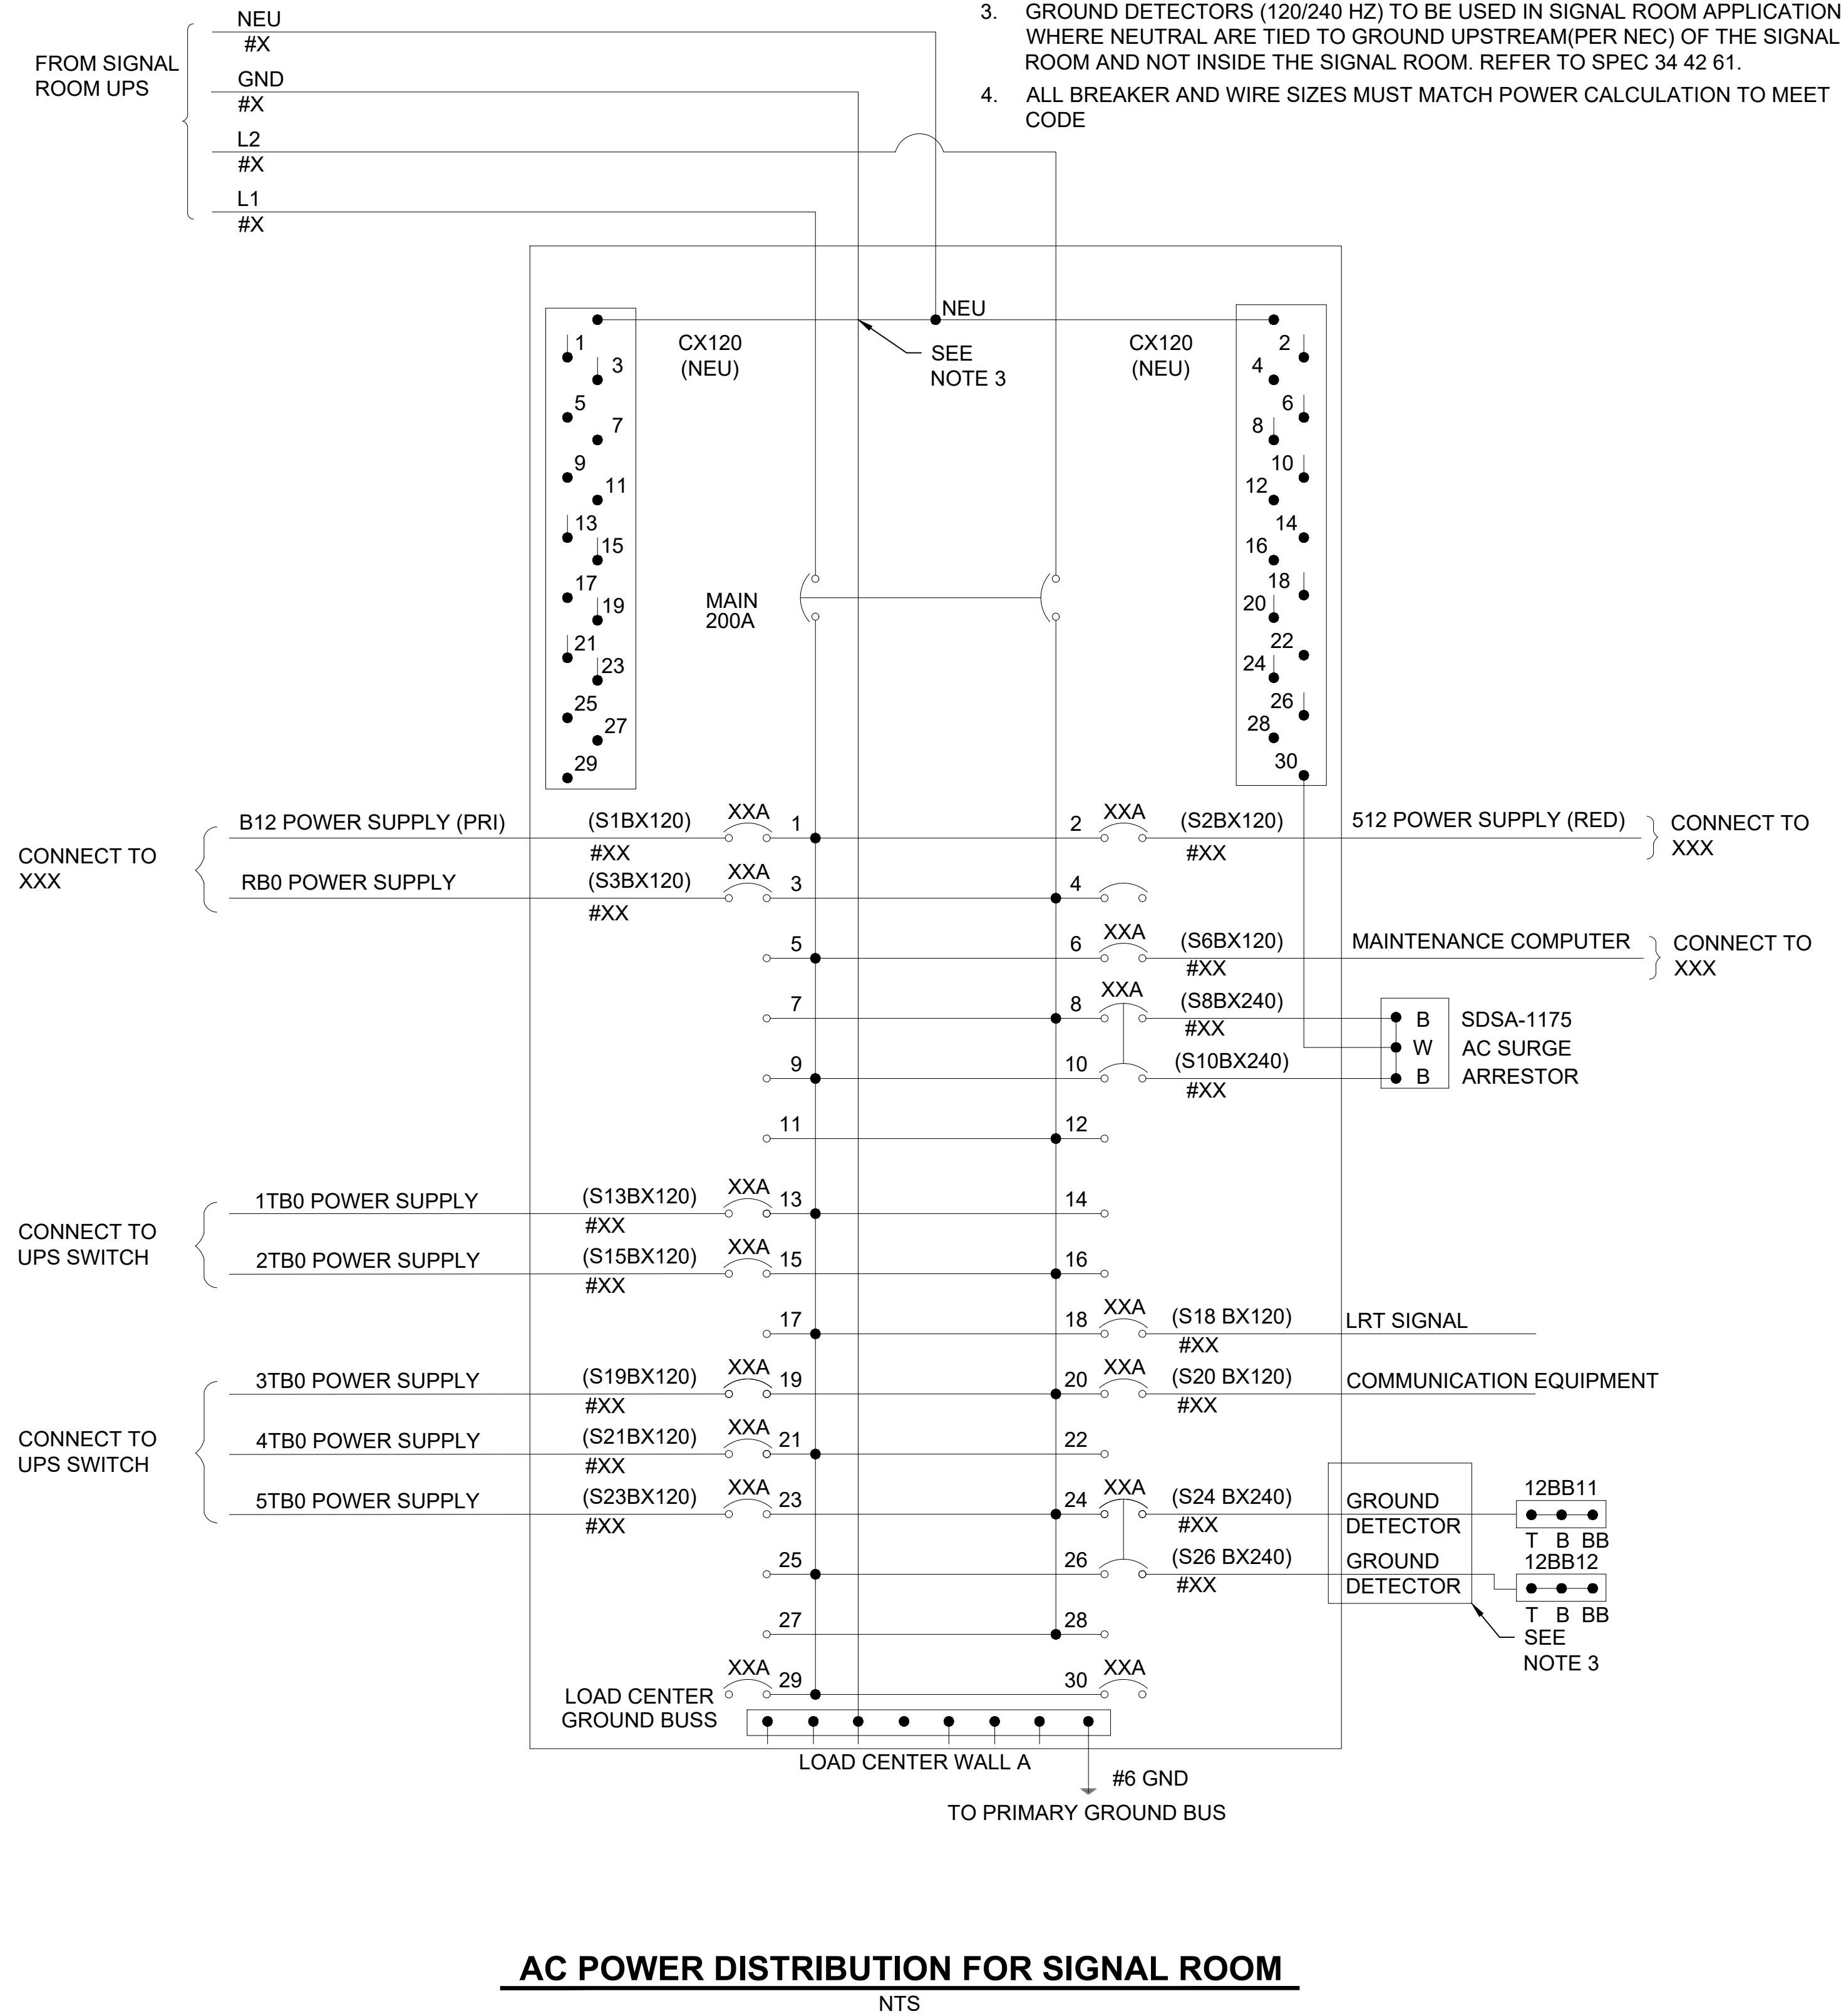 NEU
#X
FROM SIGNAL
ROOM UPS
GND
#X
L2
#X
L1
#X
3. GROUND DETECTORS (120/240 HZ) TO BE USED IN SIGNAL ROOM APPLICATION
WHERE NEUTRAL ARE TIED TO GROUND UPSTREAM(PER NEC) OF THE SIGNAL
ROOM AND NOT INSIDE THE SIGNAL ROOM. REFER TO SPEC 34 42 61.
4. ALL BREAKER AND WIRE SIZES MUST MATCH POWER CALCULATION TO MEET
CODE
NEU
CX120
(NEU)
SEE
NOTE 3
CX120
(NEU)
1
3
5
7
9
11
13
15
17
19
21
23
25
27
29
2
4
6
8
10
12
14
16
18
20
22
24
26
28
30
MAIN
200A
CONNECT TO
XXX
B12 POWER SUPPLY (PRI) (S1BX120) XXA 1
#XX
RB0 POWER SUPPLY (S3BX120) XXA 3
#XX
2 XXA (S2BX120) 512 POWER SUPPLY (RED)
#XX
CONNECT TO
XXX
4
5
6 XXA (S6BX120) MAINTENANCE COMPUTER
#XX
CONNECT TO
XXX
7
8 XXA (S8BX240)
#XX
9
10 (S10BX240)
#XX
B SDSA-1175
W AC SURGE
B ARRESTOR
11
12
CONNECT TO
UPS SWITCH
1TB0 POWER SUPPLY (S13BX120) XXA 13
#XX
14
2TB0 POWER SUPPLY (S15BX120) XXA 15
#XX
16
17
18 XXA (S18 BX120) LRT SIGNAL
#XX
CONNECT TO
UPS SWITCH
3TB0 POWER SUPPLY (S19BX120) XXA 19
#XX
20 XXA (S20 BX120) COMMUNICATION EQUIPMENT
#XX
4TB0 POWER SUPPLY (S21BX120) XXA 21
#XX
22
5TB0 POWER SUPPLY (S23BX120) XXA 23
#XX
24 XXA (S24 BX240) GROUND
#XX DETECTOR
12BB11
T B BB
25
26 (S26 BX240) GROUND
#XX DETECTOR
12BB12
T B BB
SEE
NOTE 3
27
28
XXA 29
30 XXA
LOAD CENTER
GROUND BUSS
LOAD CENTER WALL A
#6 GND
TO PRIMARY GROUND BUS
AC POWER DISTRIBUTION FOR SIGNAL ROOM
NTS